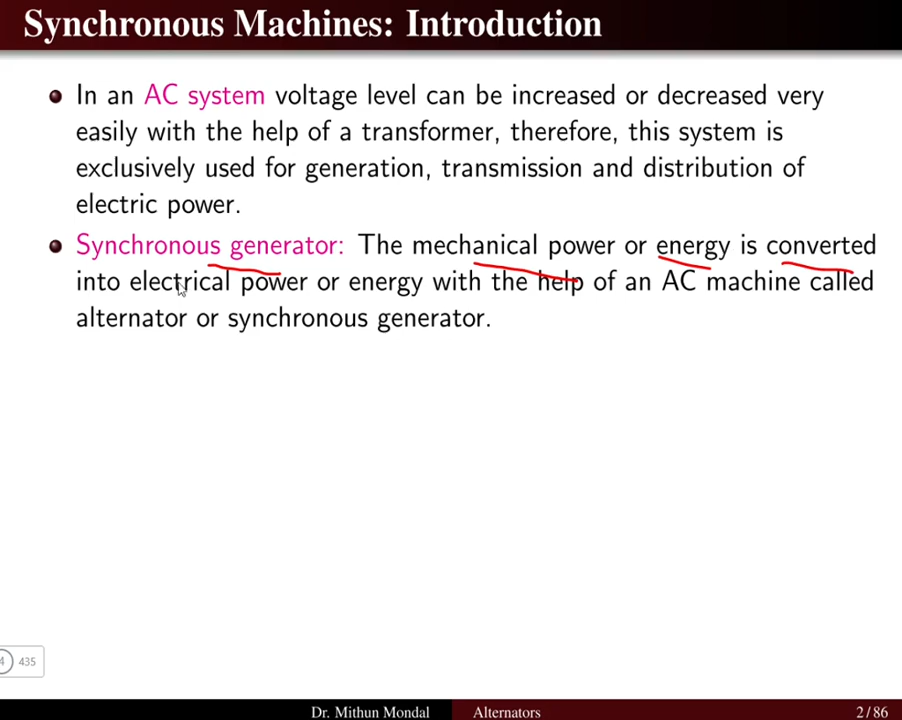 Synchronous Machines: Introduction
In an AC system voltage level can be increased or decreased very
easily with the help of a transformer, therefore, this system is
exclusively used for generation, transmission and distribution of
electric power.
Synchronous generator: The mechanical power or energy is converted
into electrical power or energy with the help of an AC machine called
alternator or synchronous generator.
4 435
Dr. Mithun Mondal Alternators 2/86